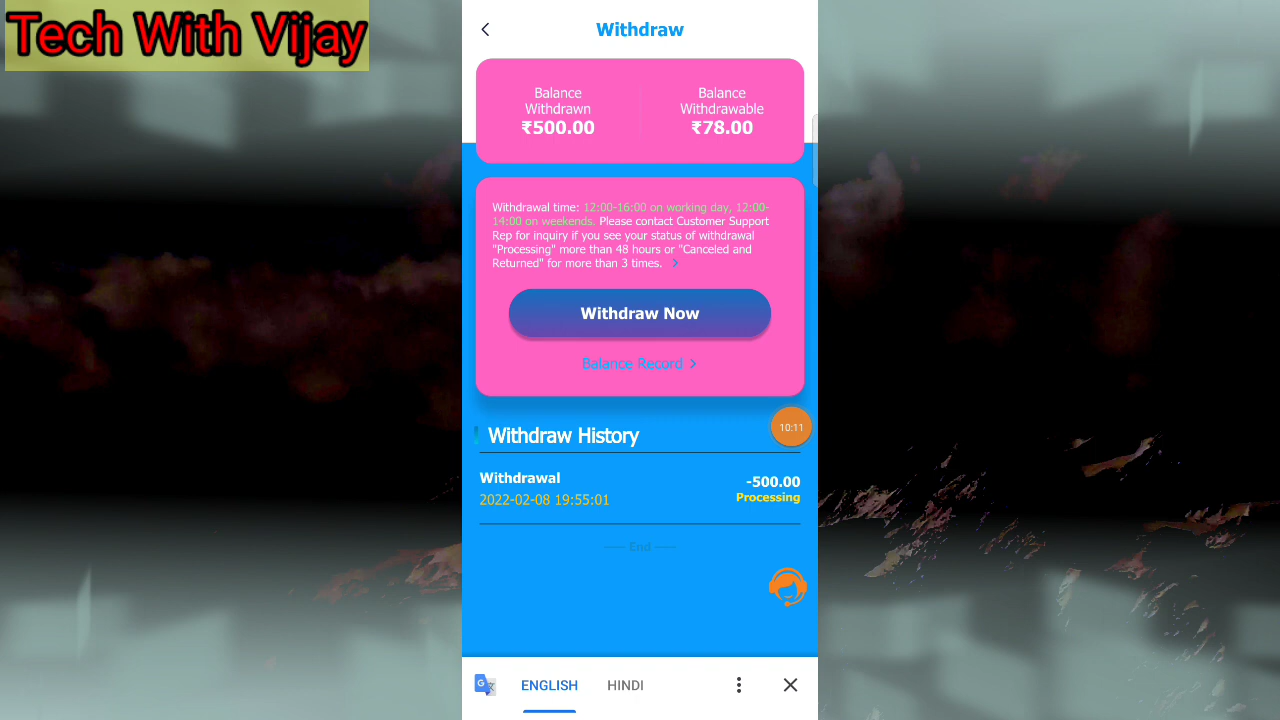 Tech With Vijay
Withdraw
Balance
Withdrawn
₹500.00
Balance
Withdrawable
₹78.00
Withdrawal time: 12:00-16:00 on working day, 12:00-
14:00 on weekends. Please contact Customer Support
Rep for inquiry if you see your status of withdrawal
"Processing" more than 48 hours or "Canceled and
Returned" for more than 3 times. >
Withdraw Now
Balance Record >
10:11
Withdraw History
Withdrawal
-500.00
2022-02-08 19:55:01
Processing
End
G
ENGLISH
HINDI